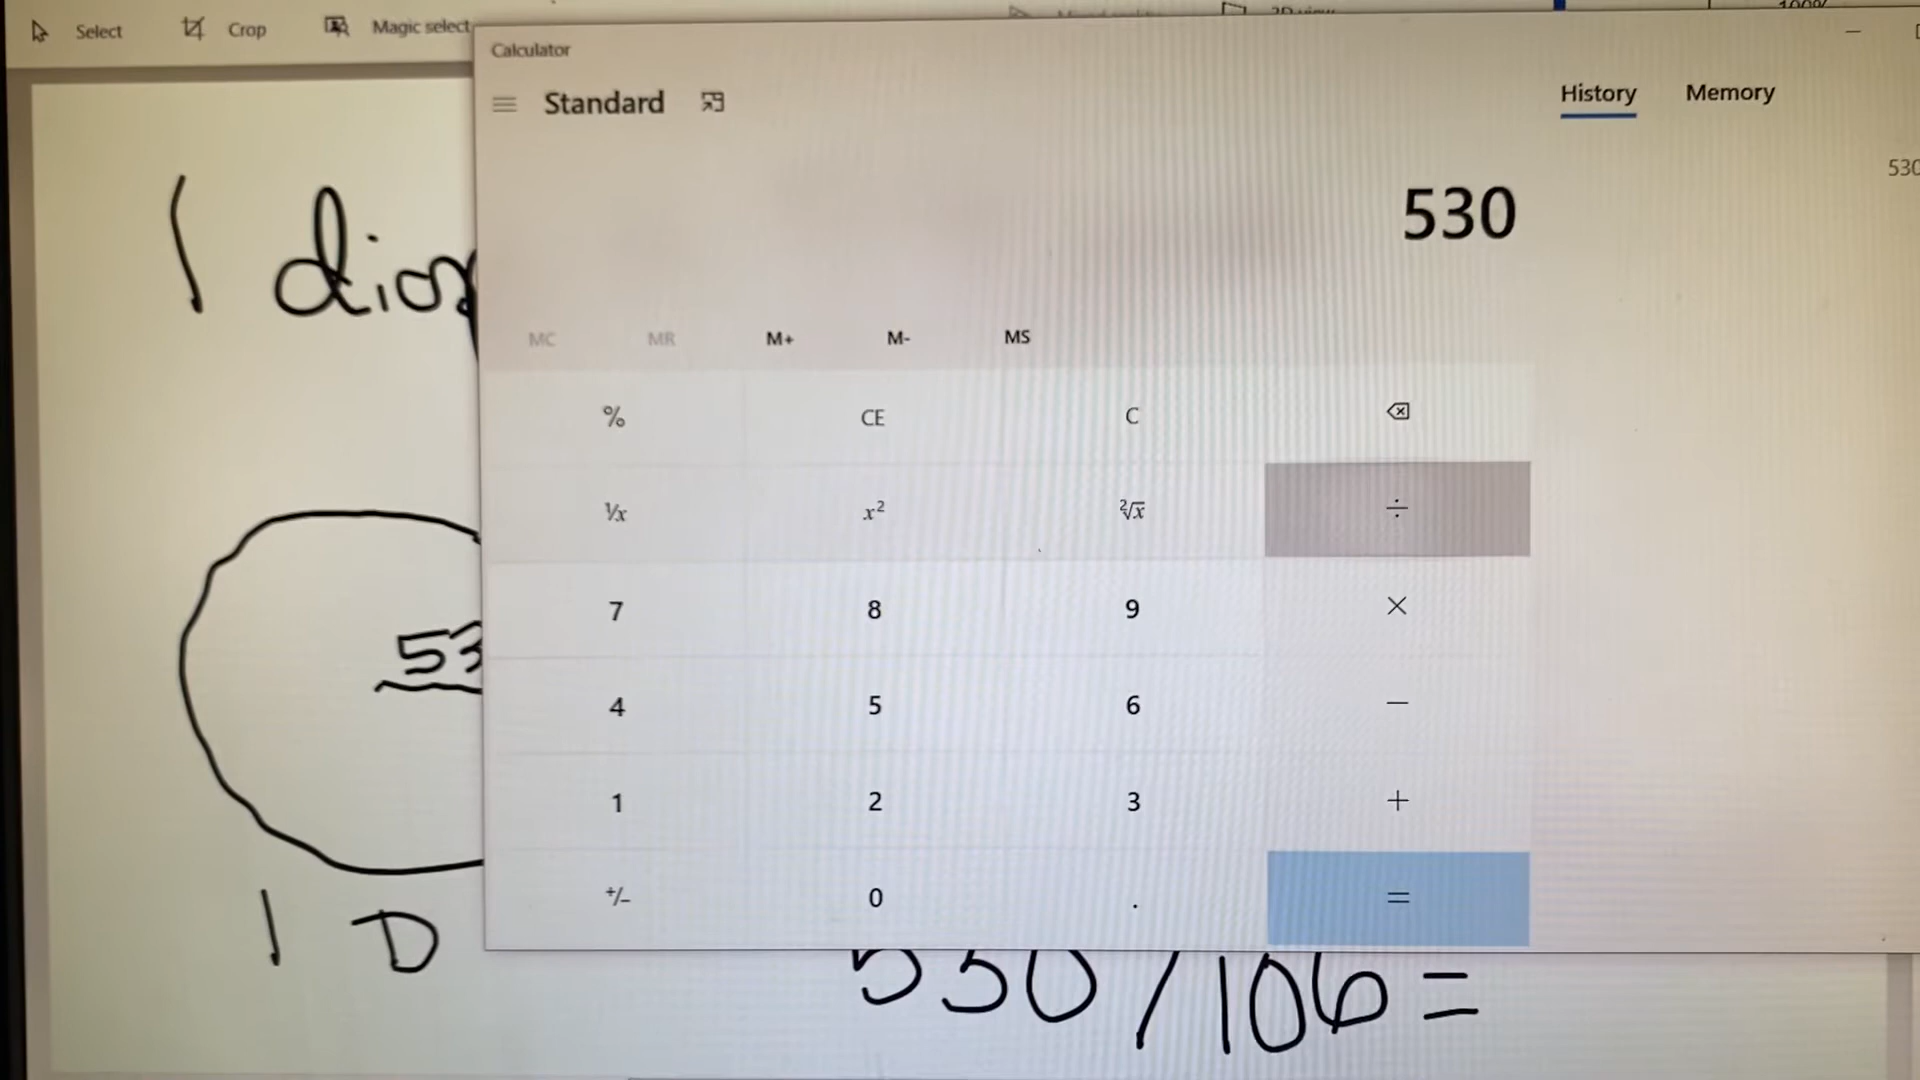 Select Crop Magic select
Calculator
Standard
History Memory
530
530
MC MR M+ M- MS
% CE C
⅟x x² ²√x ÷
7 8 9 ×
4 5 6 −
1 2 3 +
+/− 0 . =
1
53
1 D
530/106=